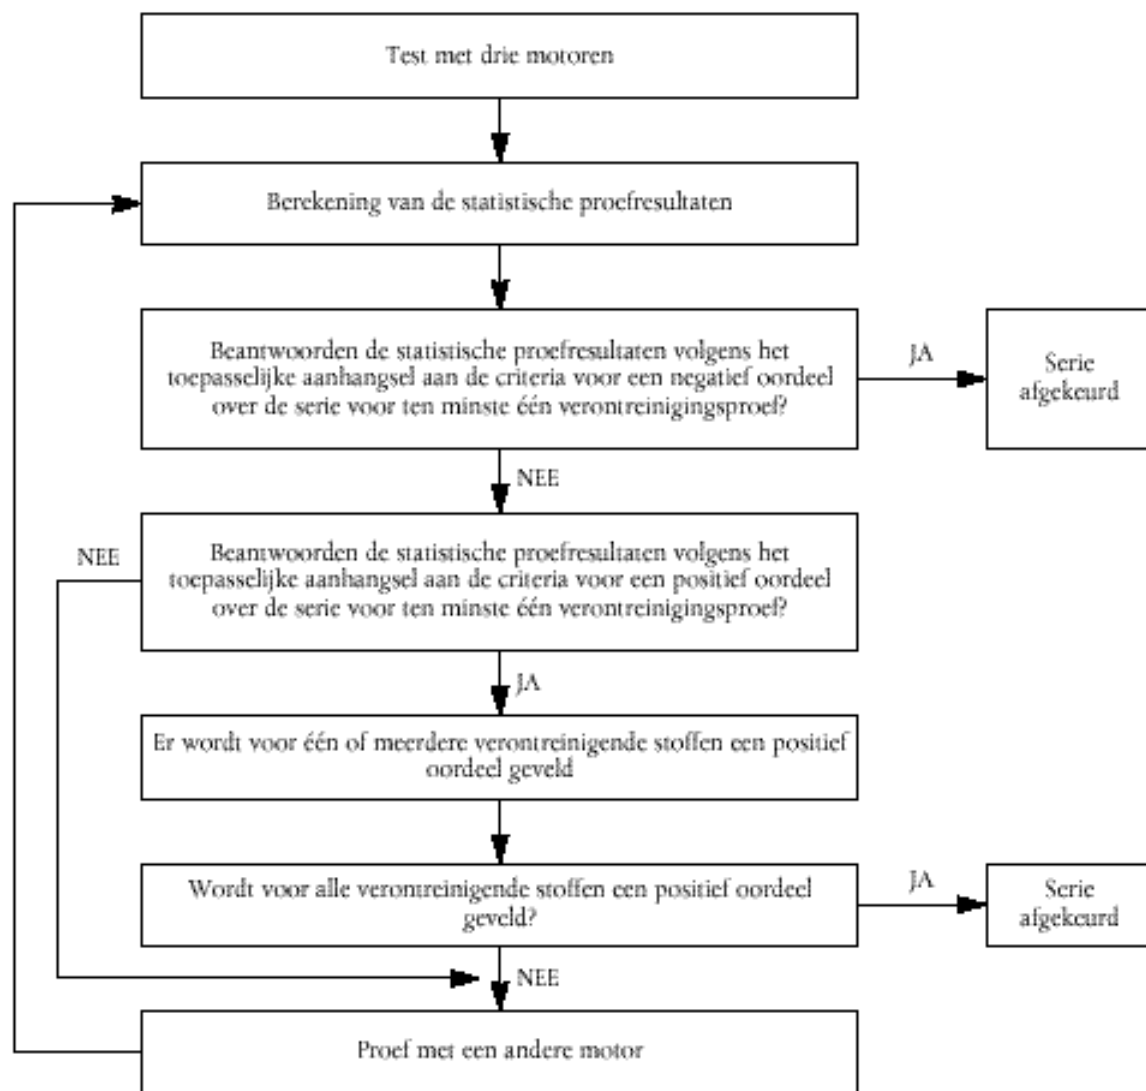 Test met drie motoren
Berekening van de statistische proefresultaten
Beantwoorden de statistische proefresultaten volgens het
toepasselijke aanhangsel aan de criteria voor een negatief oordeel
over de serie voor ten minste één verontreinigingsproef?
JA
Serie
afgekeurd
NEE
NEE
Beantwoorden de statistische proefresultaten volgens het
toepasselijke aanhangsel aan de criteria voor een positief oordeel
over de serie voor ten minste één verontreinigingsproef?
JA
Er wordt voor één of meerdere verontreinigende stoffen een positief
oordeel geveld
Wordt voor alle verontreinigende stoffen een positief oordeel
geveld?
JA
Serie
afgekeurd
NEE
Proef met een andere motor